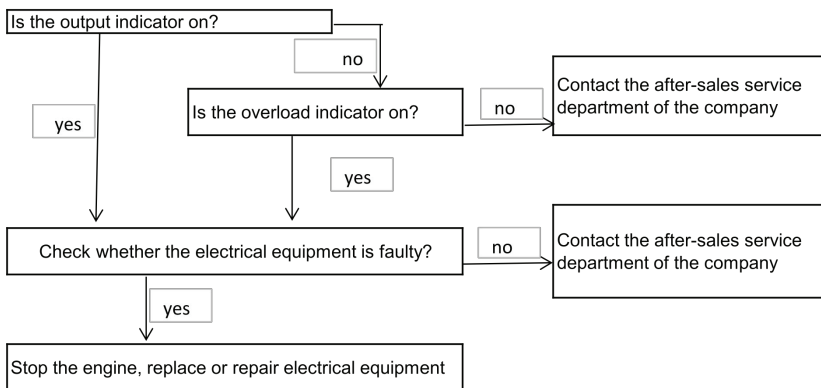 Is the output indicator on?
no
Is the overload indicator on?
no
Contact the after-sales service
department of the company
yes
yes
Check whether the electrical equipment is faulty?
no
Contact the after-sales service
department of the company
yes
Stop the engine, replace or repair electrical equipment